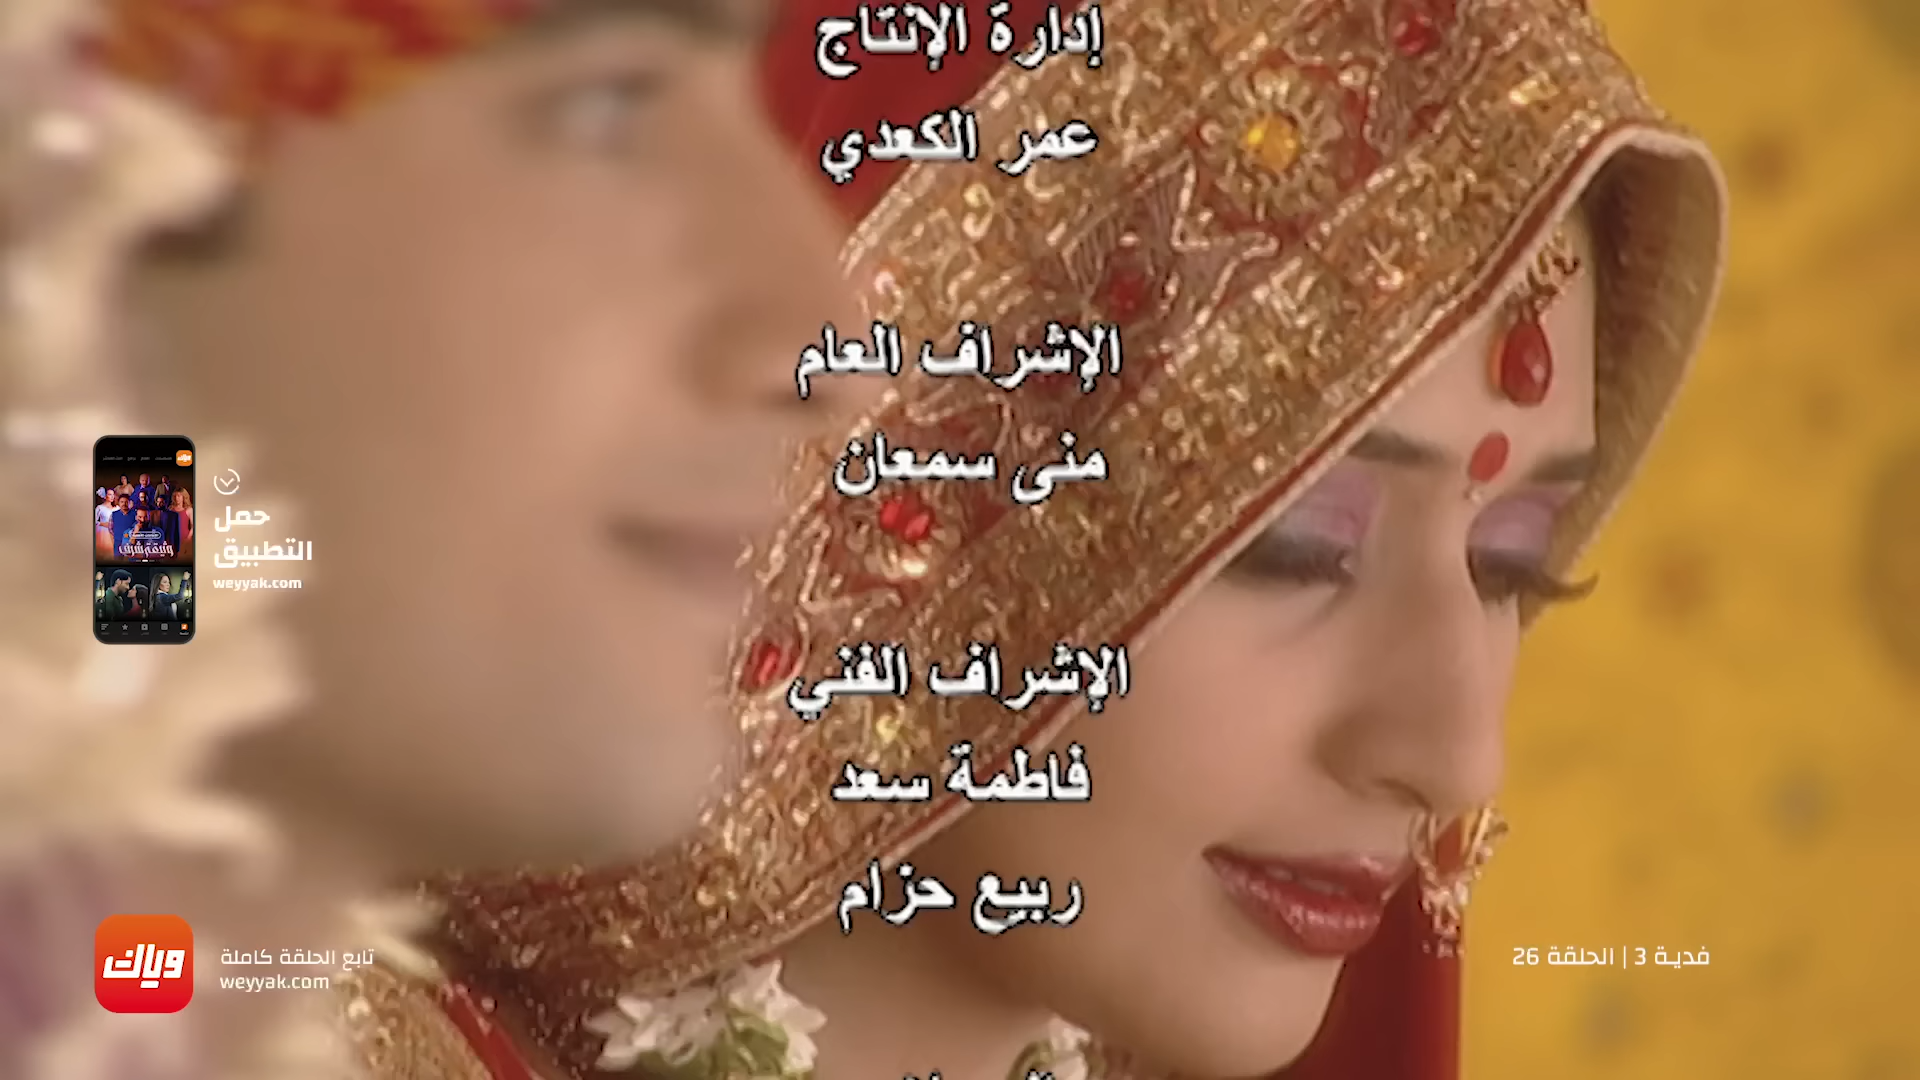 إدارة الإنتاج
عمر الكعدي
الإشراف العام
منى سمعان
الإشراف الفني
فاطمة سعد
ربيع حزام
حمل
التطبيق
weyyak.com
وياك
تابع الحلقة كاملة
weyyak.com
فدية 3 | الحلقة 26